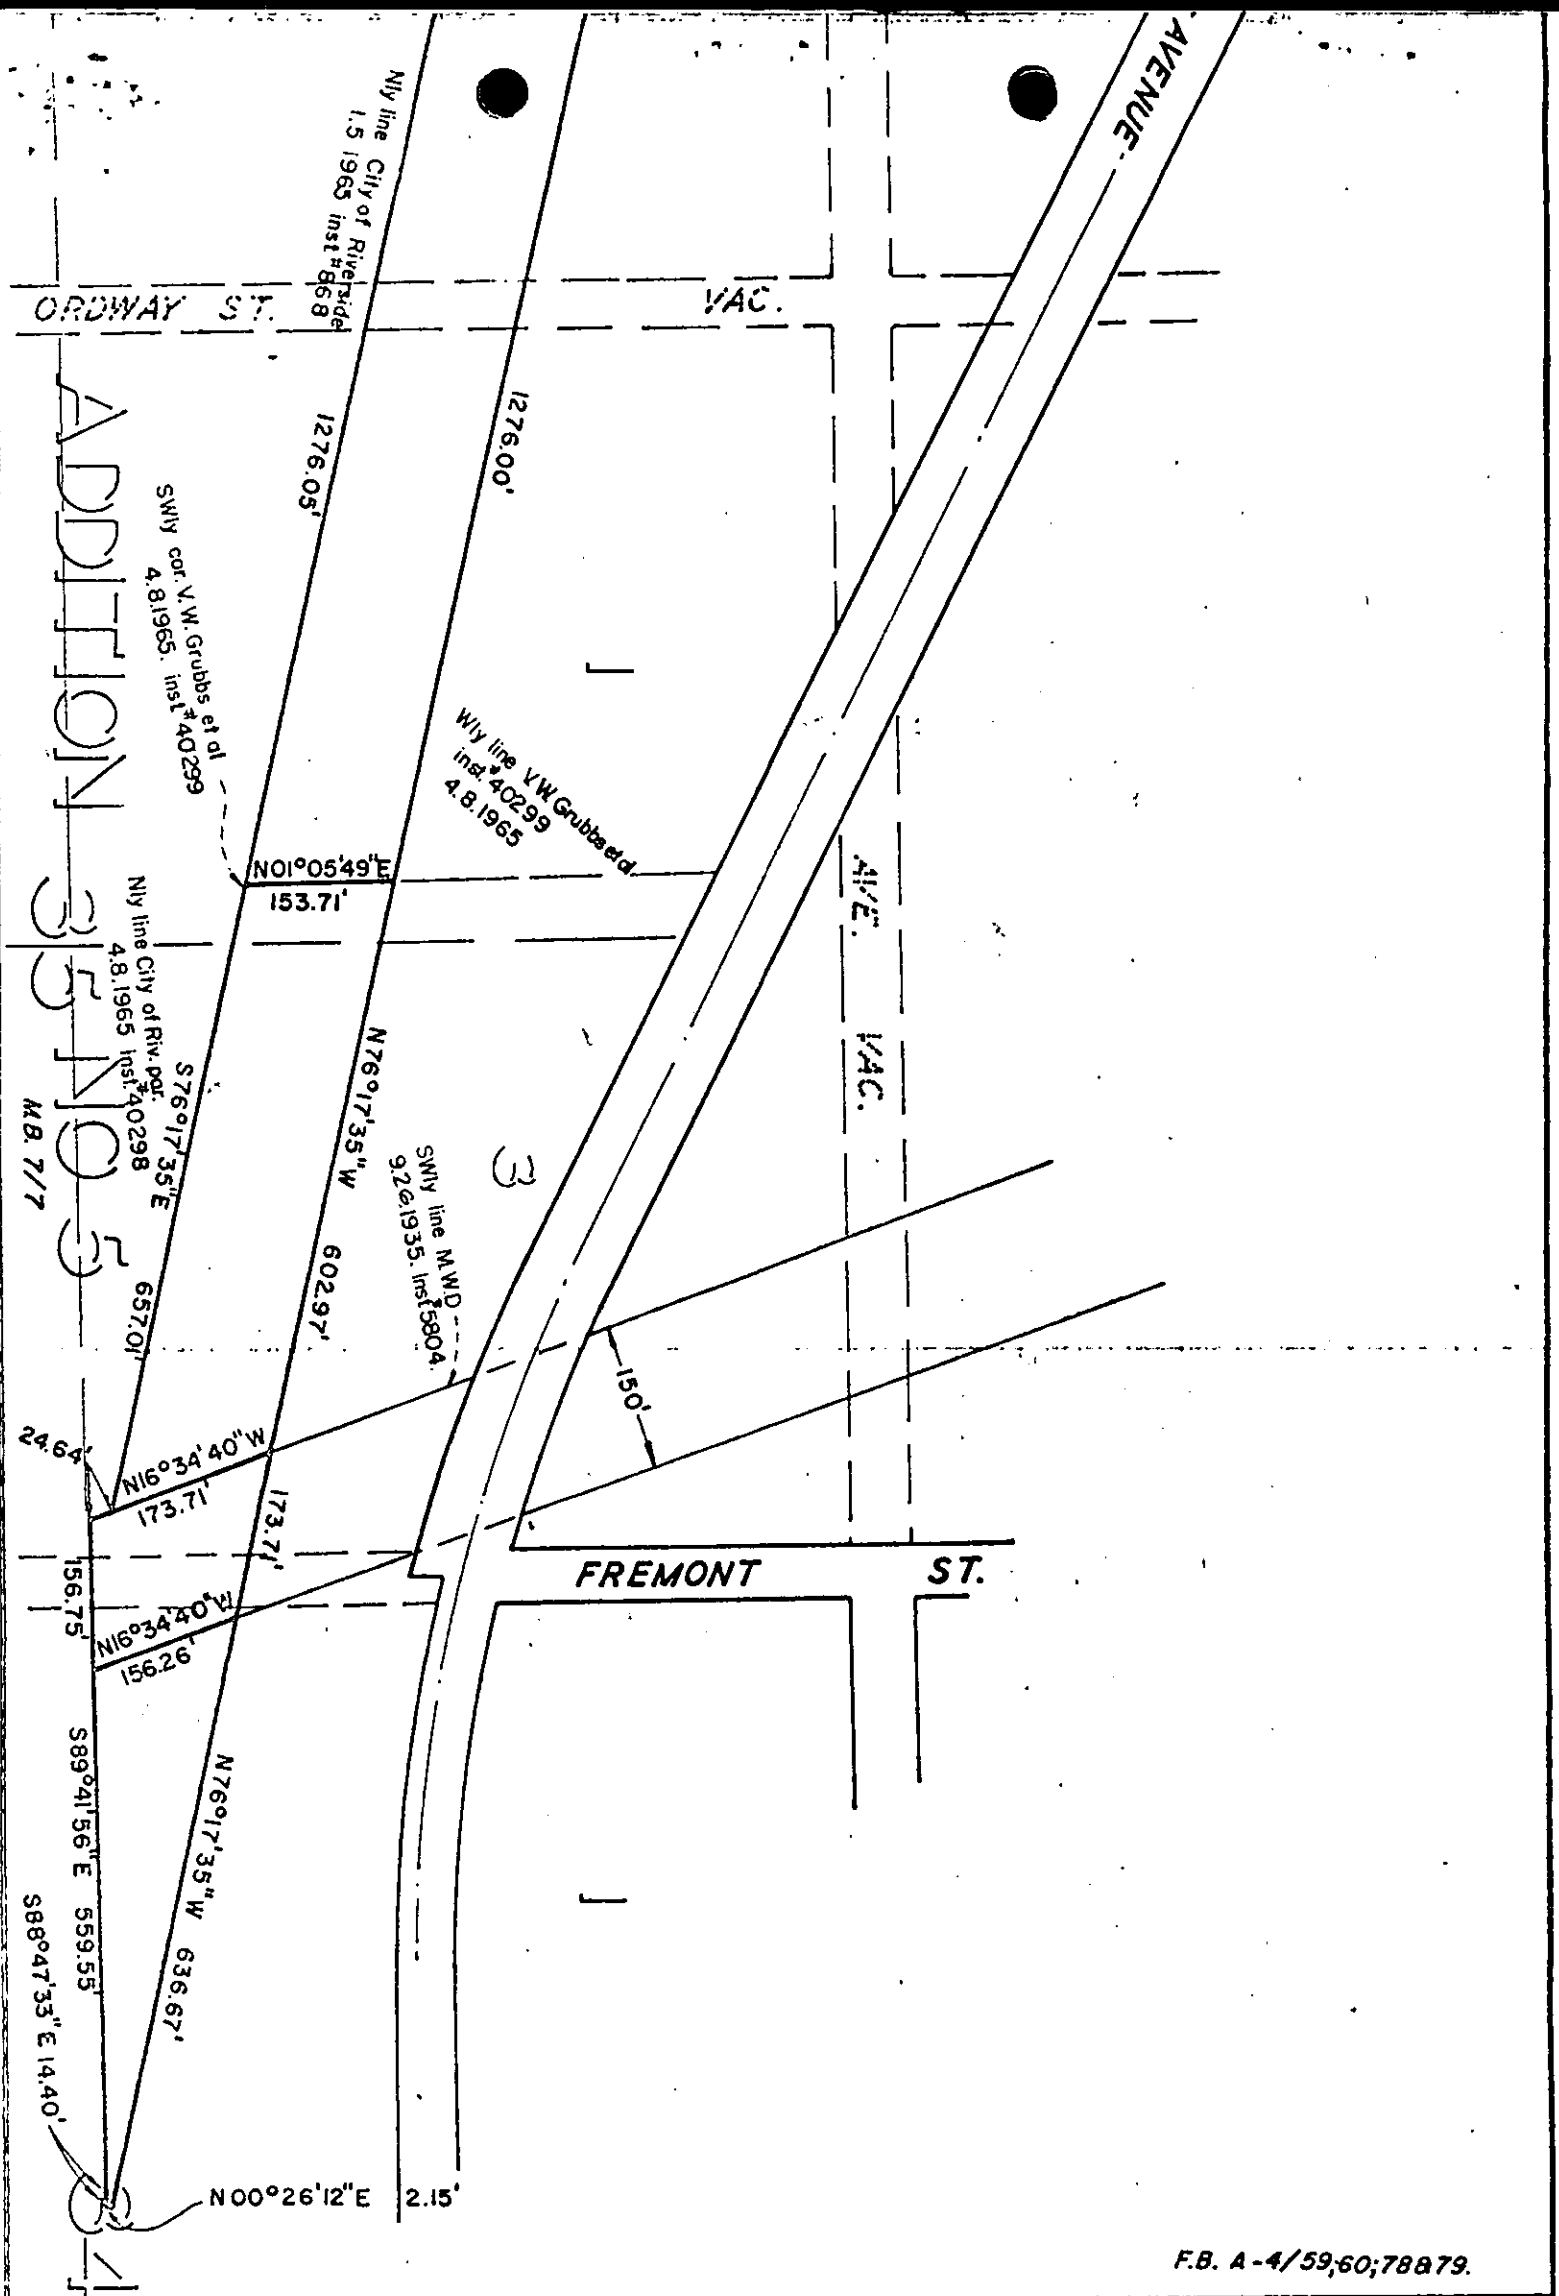 AVENUE
Nly line City of Riverside
1.5 1965 inst #868
ORDWAY ST.
VAC.
1276.05'
1276.00'
SWly cor. V.W. Grubbs et al
4.8.1965. inst #40299
Wly line V.W. Grubbs et al
inst. #40299
4.8.1965
N01°05'49"E
153.71'
AVE.
VAC.
Nly line City of Riv. par.
4.8.1965 inst. #40298
S76°17'35"E
657.01'
N76°17'35"W
602.97'
ADDITION
M.B. 7/7
3
SWly line M.W.D
9.26.1935. Inst #5804.
150'
24.64'
N16°34'40"W
173.71'
173.71'
FREMONT
ST.
156.75'
N16°34'40"W
156.26'
S89°41'56"E 559.55'
N76°17'35"W 636.67'
S88°47'33"E 14.40'
N00°26'12"E 2.15'
F.B. A-4/59,60;78&79.